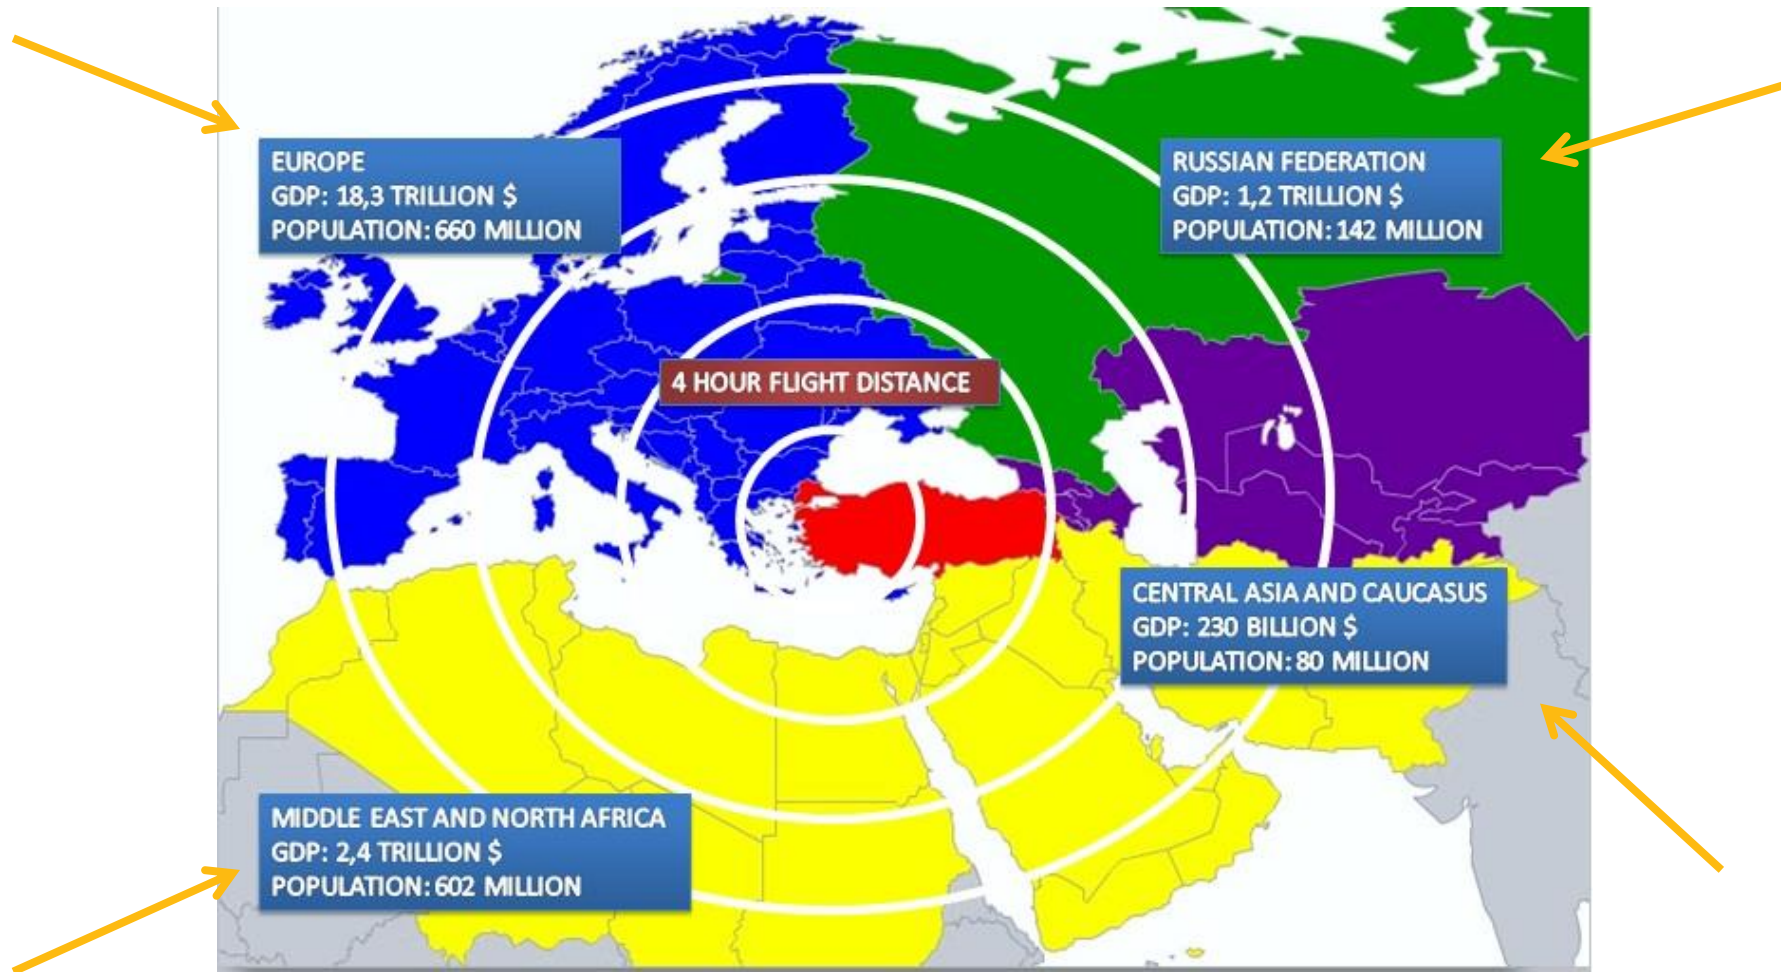 EUROPE
GDP: 18,3 TRILLION $
POPULATION: 660 MILLION
RUSSIAN FEDERATION
GDP: 1,2 TRILLION $
POPULATION: 142 MILLION
4 HOUR FLIGHT DISTANCE
CENTRAL ASIA AND CAUCASUS
GDP: 230 BILLION $
POPULATION: 80 MILLION
MIDDLE EAST AND NORTH AFRICA
GDP: 2,4 TRILLION $
POPULATION: 602 MILLION